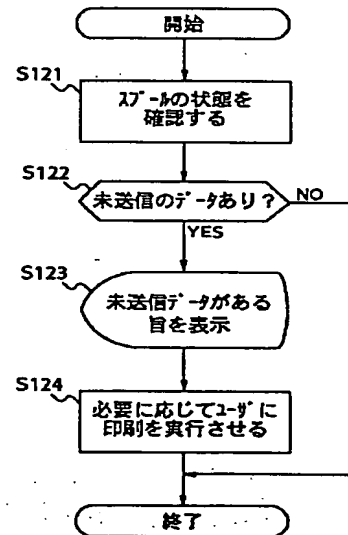 開始
S121
ｽﾌﾟｰﾙの状態を
確認する
S122
未送信のﾃﾞｰﾀあり?
NO
YES
S123
未送信ﾃﾞｰﾀがある
旨を表示
S124
必要に応じてﾕｰｻﾞに
印刷を実行させる
終了